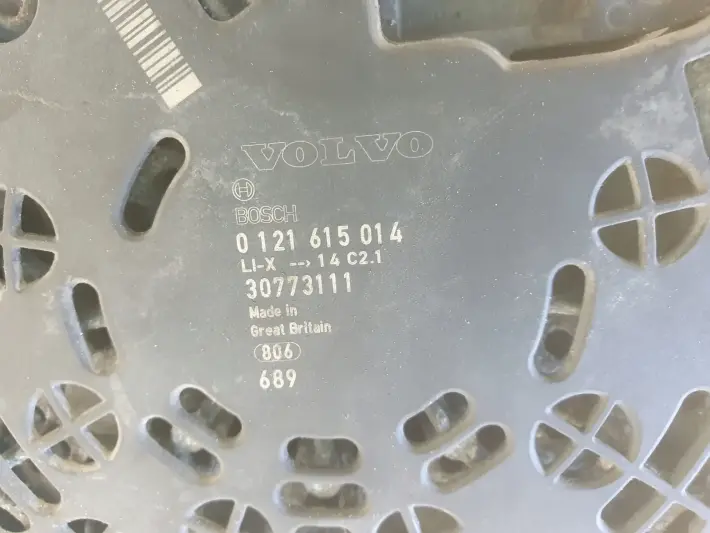 VOLVO
BOSCH
0 121 615 014
LI-X --> 14 C2.1
30773111
Made in
Great Britain
806
689